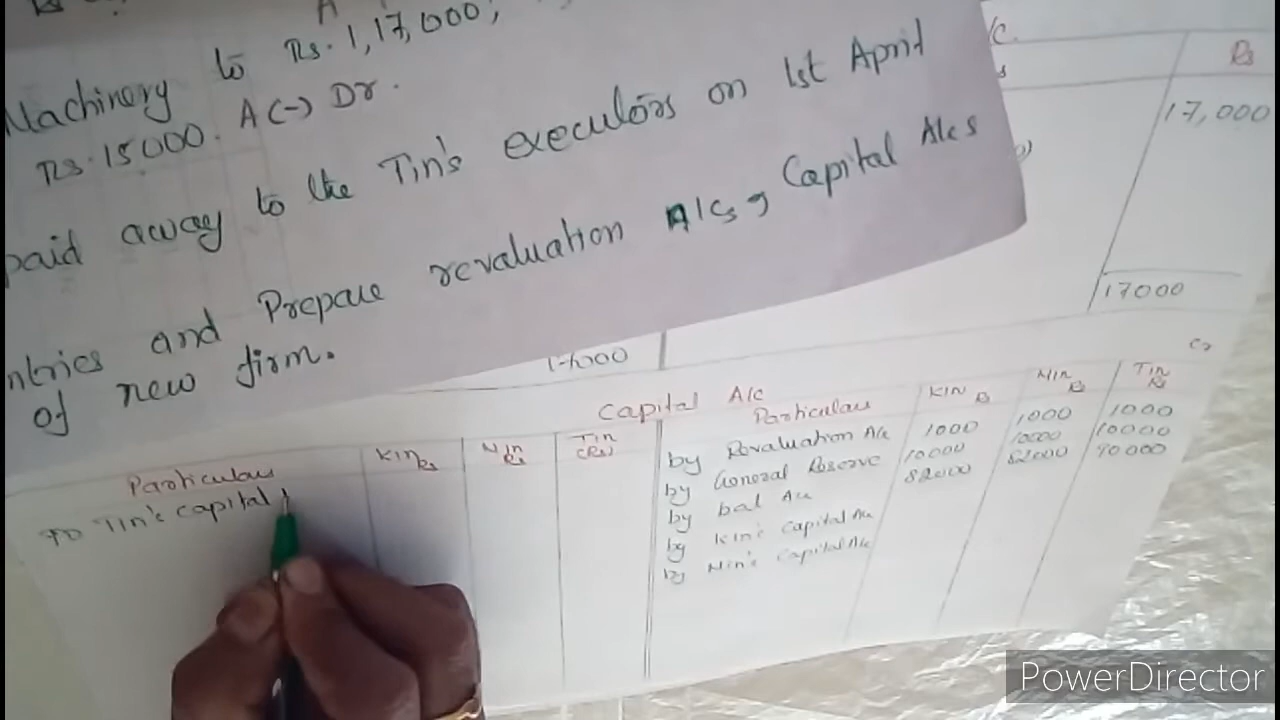 Machinery to Rs. 1,17,000,
Rs. 15000. A (-) Dr.
paid away to the Tin's executors on 1st April
ntries and Prepare revaluation A/Cs, Capital A/cs
of new firm.
Rs
17,000
17000
17000
Capital A/c
Cr
Particulars Kin Rs Nin Rs Tin (Rs) Particulars Kin Rs Nin Rs Tin Rs
To Tin's capital by Revaluation A/c 1000 1000 1000
by General Reserve 10000 10000 10000
by bal A/c 82000 82000 90000
by Kin's Capital A/c
by Nin's Capital A/c
PowerDirector